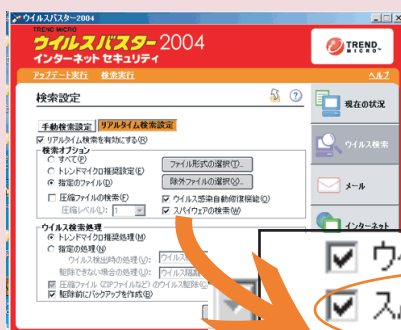 ウイルスバスター2004
TREND MICRO
ウイルスバスター2004
インターネット セキュリティ
TREND MICRO
アップデート実行 検索実行 ヘルプ
検索設定
手動検索設定 リアルタイム検索設定
リアルタイム検索を有効にする(R)
検索オプション
すべて(P)
トレンドマイクロ推奨設定(E)
指定のファイル(D)
ファイル形式の選択(T)...
除外ファイルの選択(X)...
圧縮ファイルの検索(F)
圧縮レベル(L): 1
ウイルス感染自動修復機能(O)
スパイウェアの検索(W)
ウイルス検索処理
トレンドマイクロ推奨処理(M)
指定の処理(N)
ウイルス検出時の処理(V): ウイルス
駆除できない場合の処理(U): ウイルス隔離
圧縮ファイル (ZIPファイルなど) のウイルス駆除
駆除前にバックアップを作成(B)
現在の状況
ウイルス検索
メール
インターネット
ウ
ス